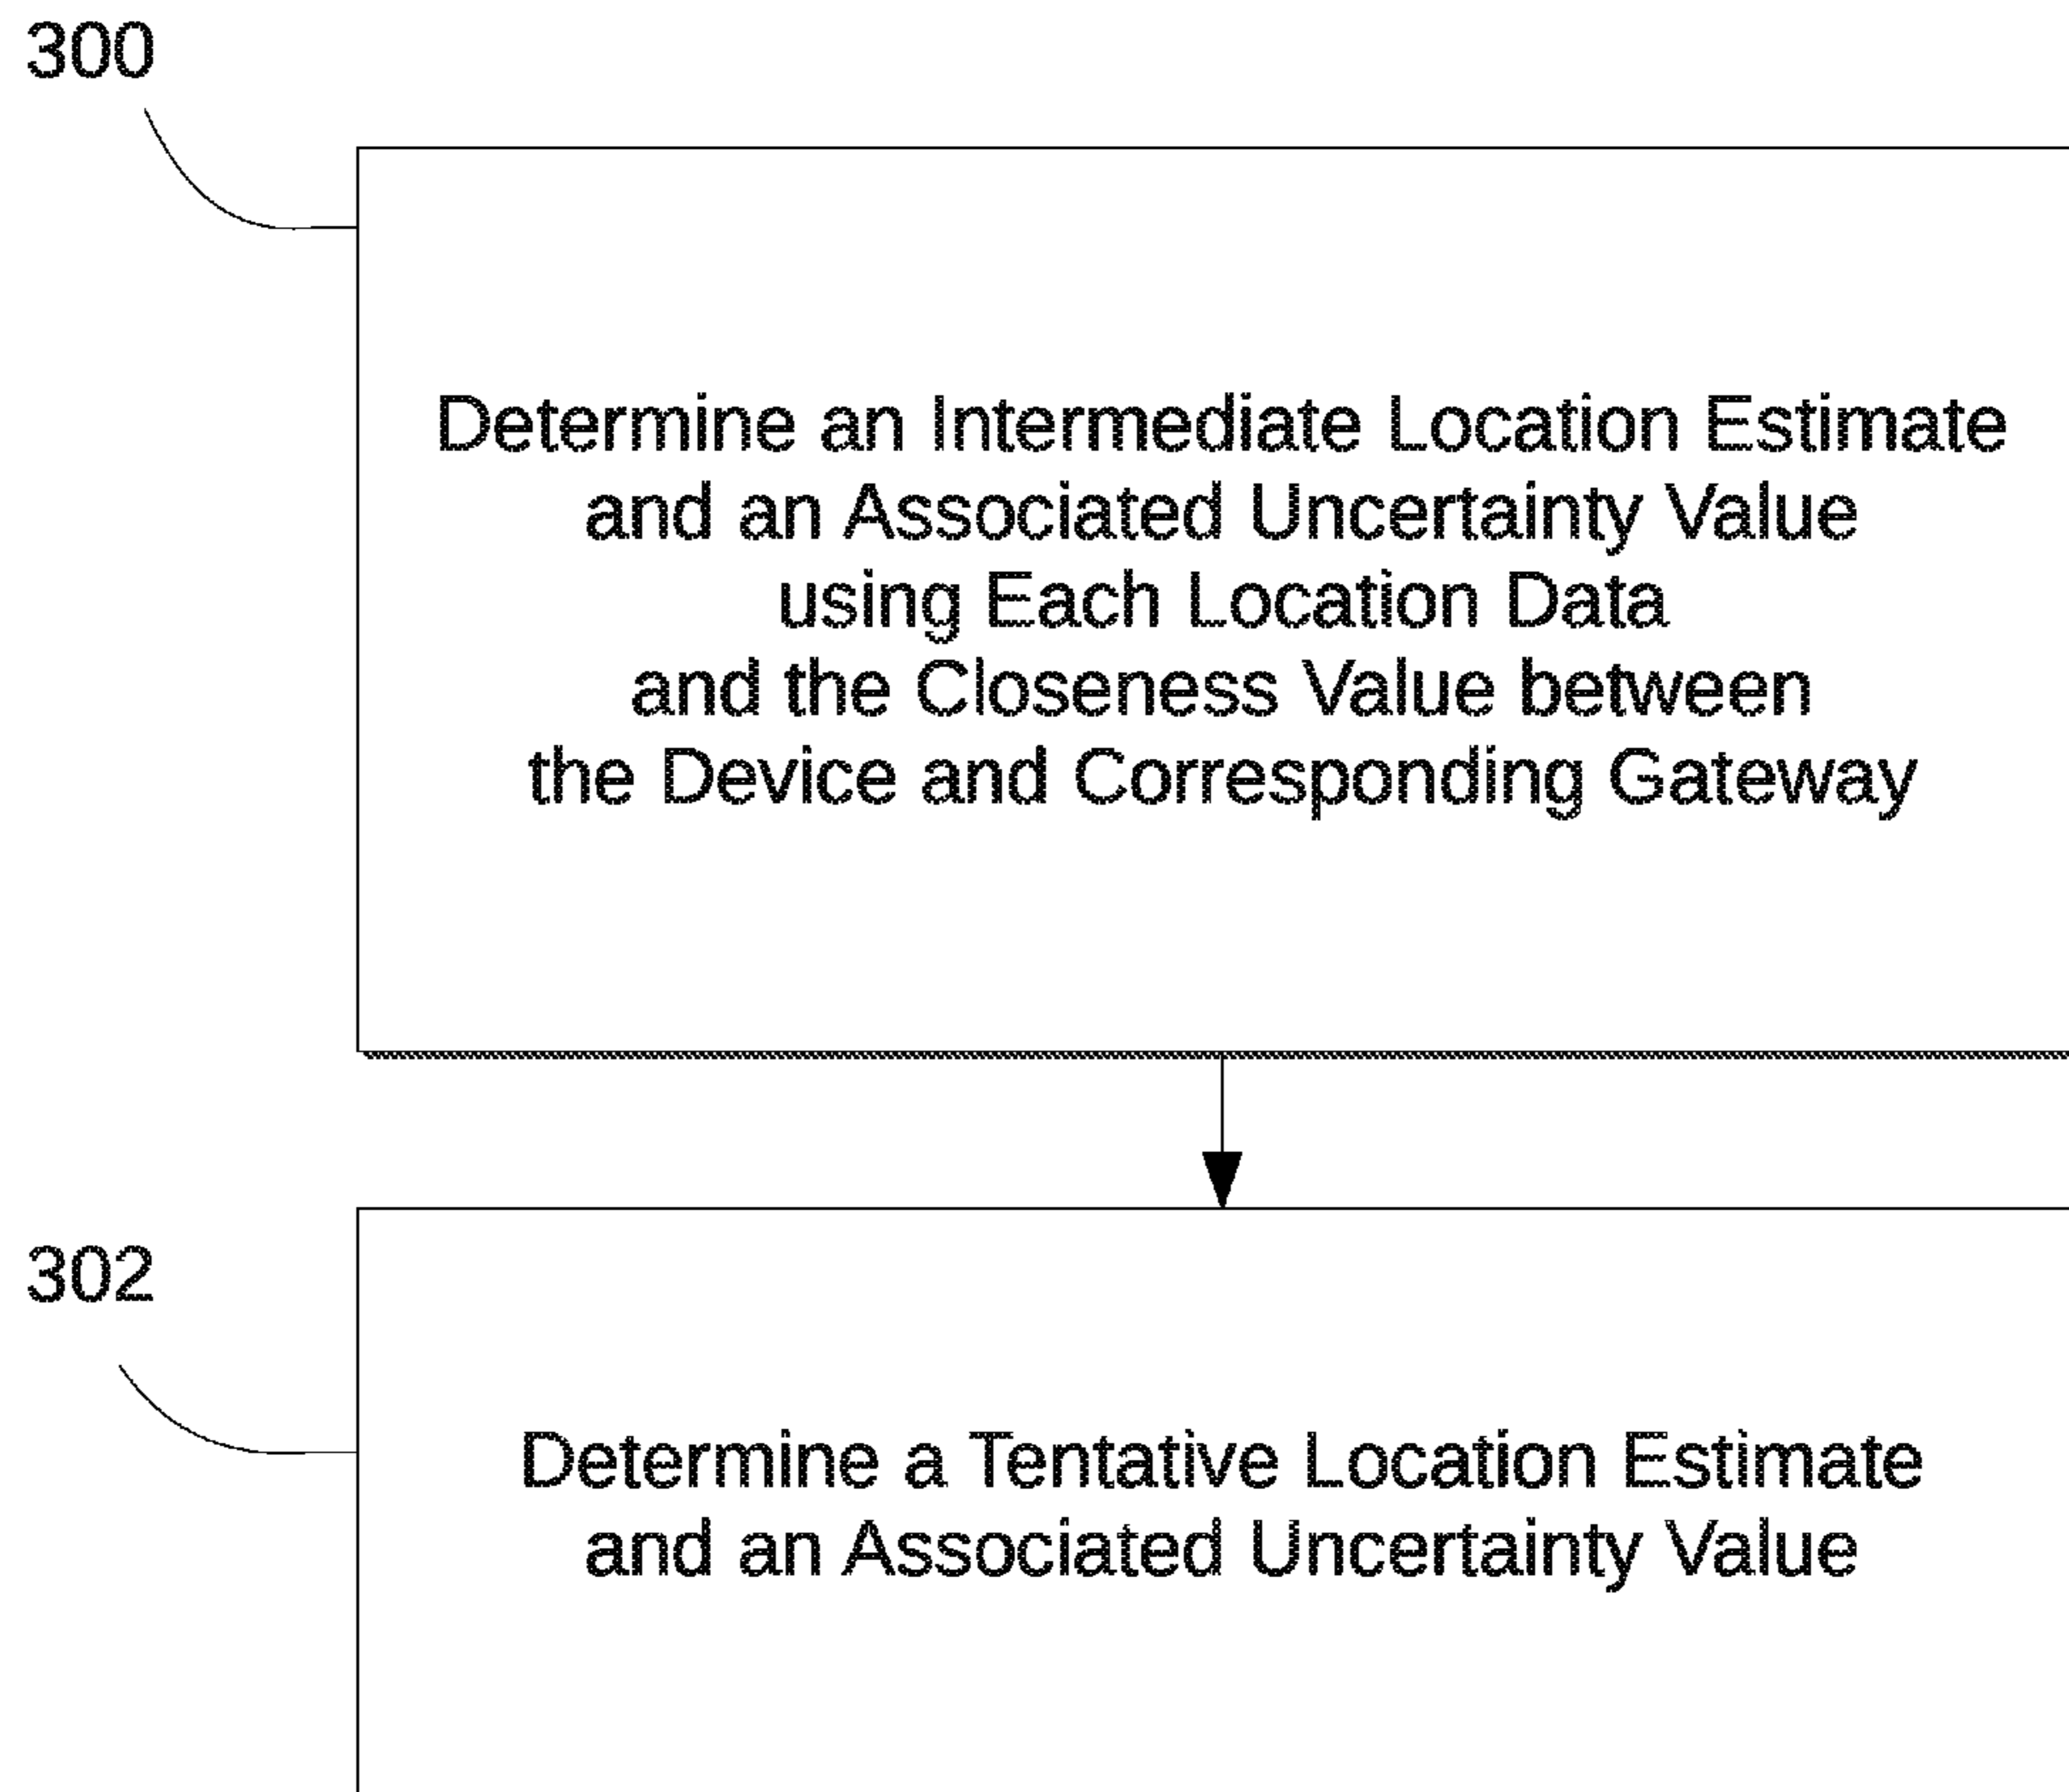 300
Determine an Intermediate Location Estimate
and an Associated Uncertainty Value
using Each Location Data
and the Closeness Value between
the Device and Corresponding Gateway
302
Determine a Tentative Location Estimate
and an Associated Uncertainty Value